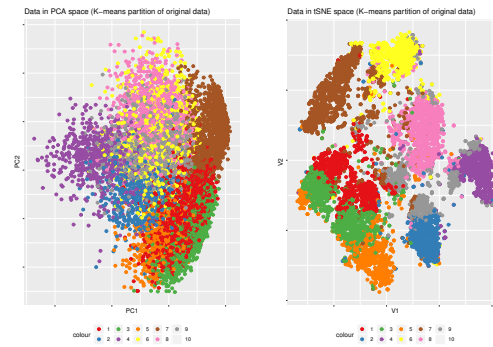 Data in PCA space (K-means partition of original data)
PC2
PC1
colour
1 3 5 7 9
2 4 6 8 10
Data in tSNE space (K-means partition of original data)
V2
V1
colour
1 3 5 7 9
2 4 6 8 10